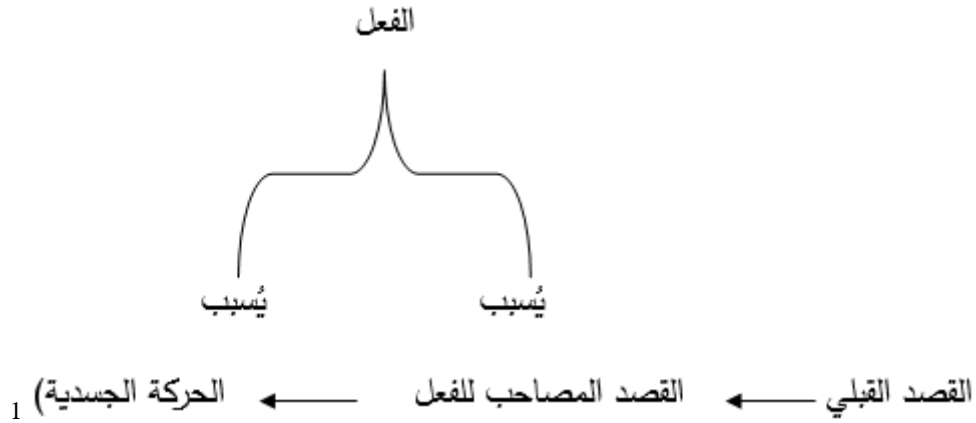 الفعل
يُسبب يُسبب
القصد القبلي القصد المصاحب للفعل الحركة الجسدية) 1